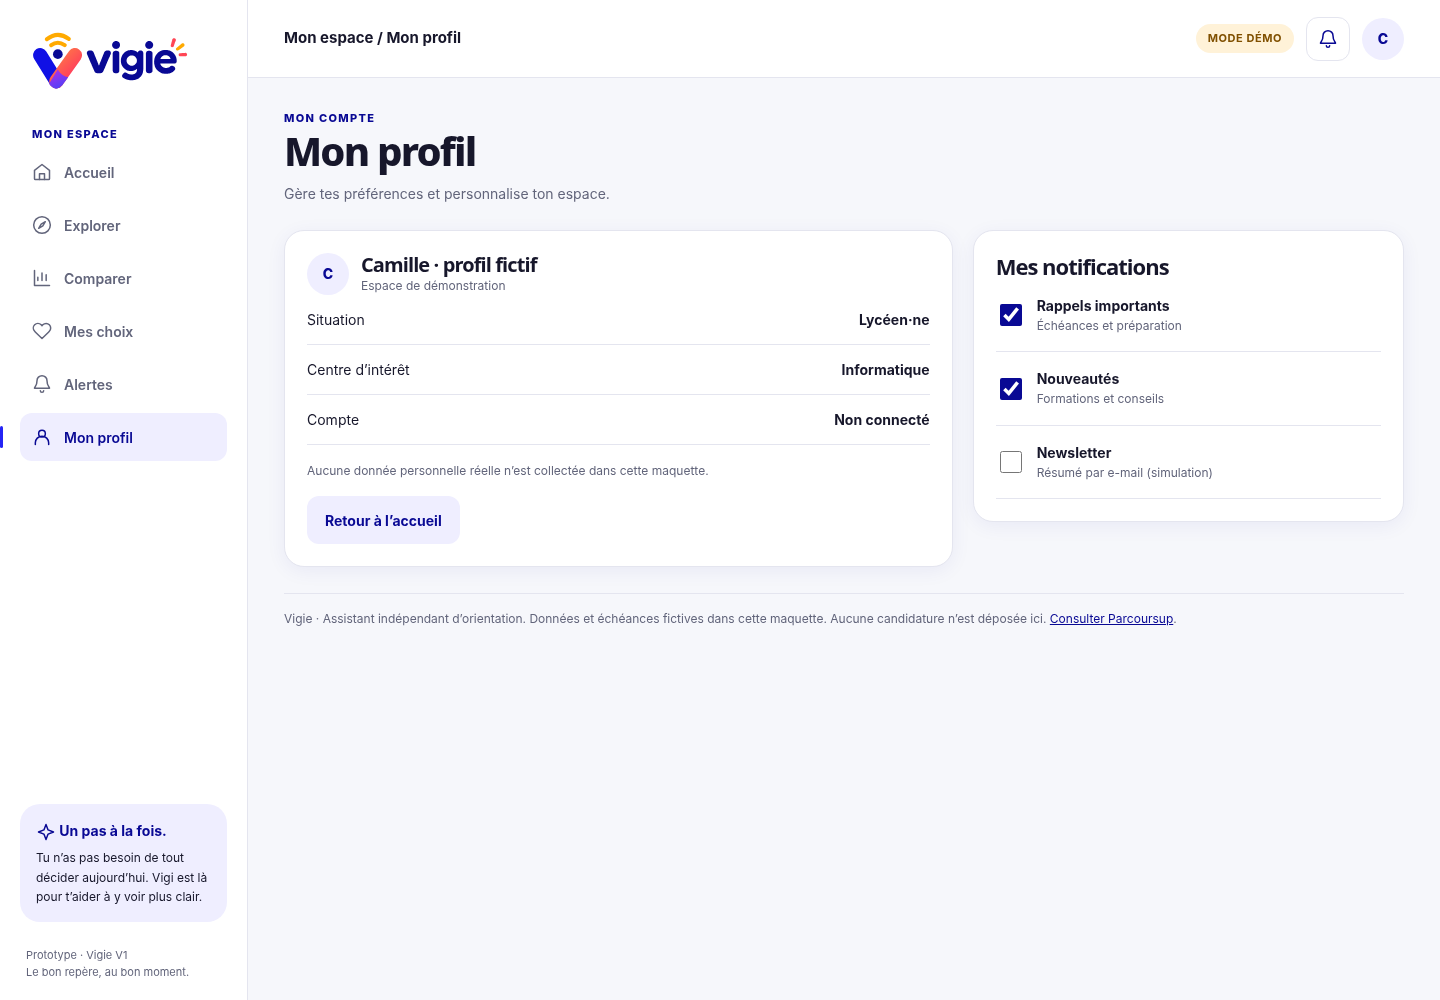 vigie
MON ESPACE
Accueil
Explorer
Comparer
Mes choix
Alertes
Mon profil
Un pas à la fois.
Tu n’as pas besoin de tout
décider aujourd’hui. Vigi est là
pour t’aider à y voir plus clair.
Prototype · Vigie V1
Le bon repère, au bon moment.
Mon espace / Mon profil
MODE DÉMO
C
MON COMPTE
Mon profil
Gère tes préférences et personnalise ton espace.
C
Camille · profil fictif
Espace de démonstration
Situation Lycéen·ne
Centre d’intérêt Informatique
Compte Non connecté
Aucune donnée personnelle réelle n’est collectée dans cette maquette.
Retour à l’accueil
Mes notifications
Rappels importants
Échéances et préparation
Nouveautés
Formations et conseils
Newsletter
Résumé par e-mail (simulation)
Vigie · Assistant indépendant d’orientation. Données et échéances fictives dans cette maquette. Aucune candidature n’est déposée ici. Consulter Parcoursup.